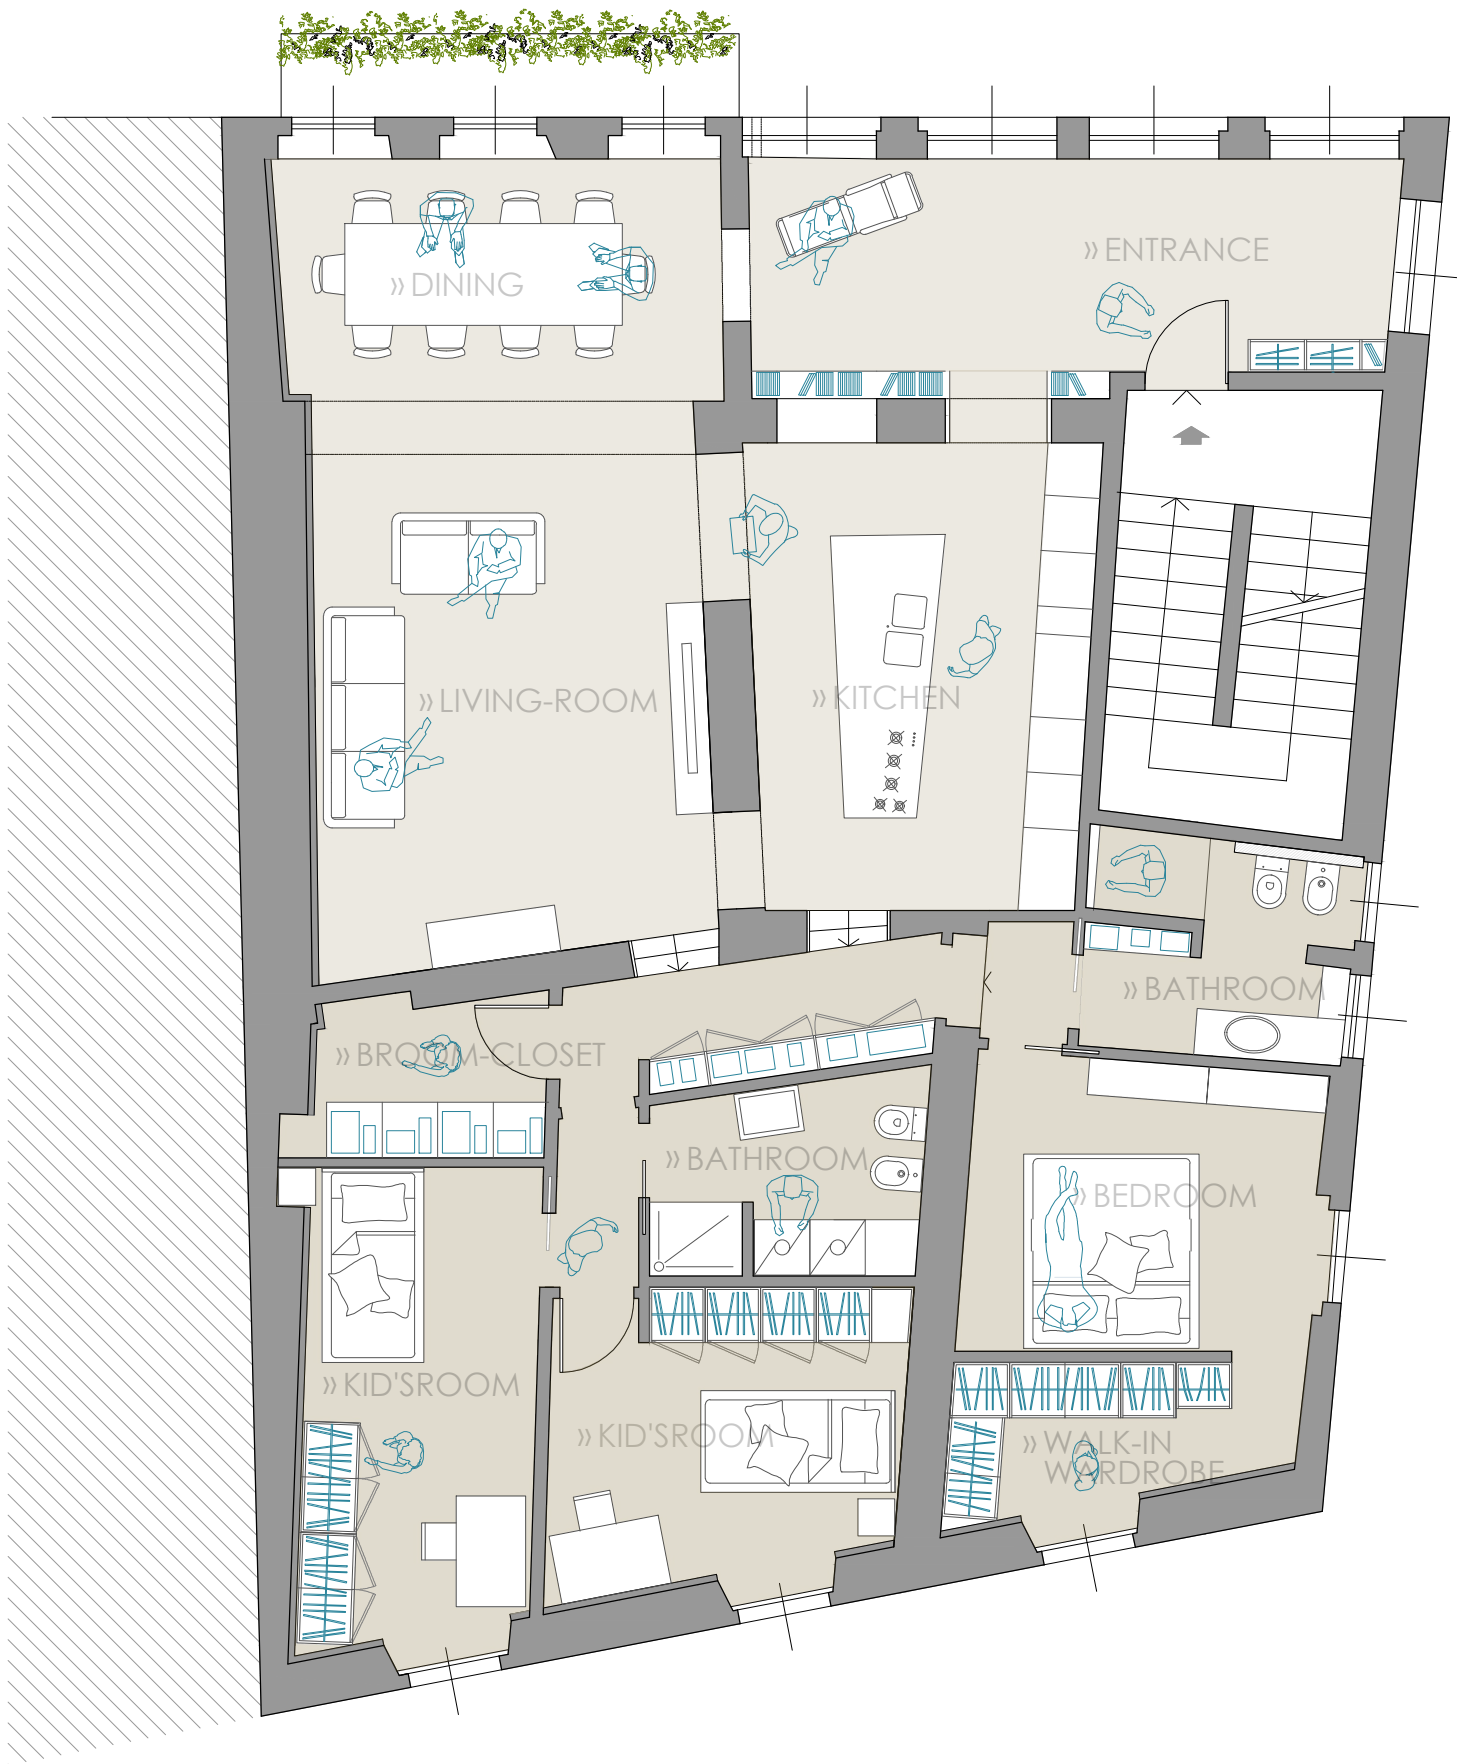 » ENTRANCE
» DINING
» LIVING-ROOM
» KITCHEN
» BATHROOM
» BROOM-CLOSET
» BATHROOM
» BEDROOM
» KID'SROOM
» KID'SROOM
» WALK-IN
WARDROBE